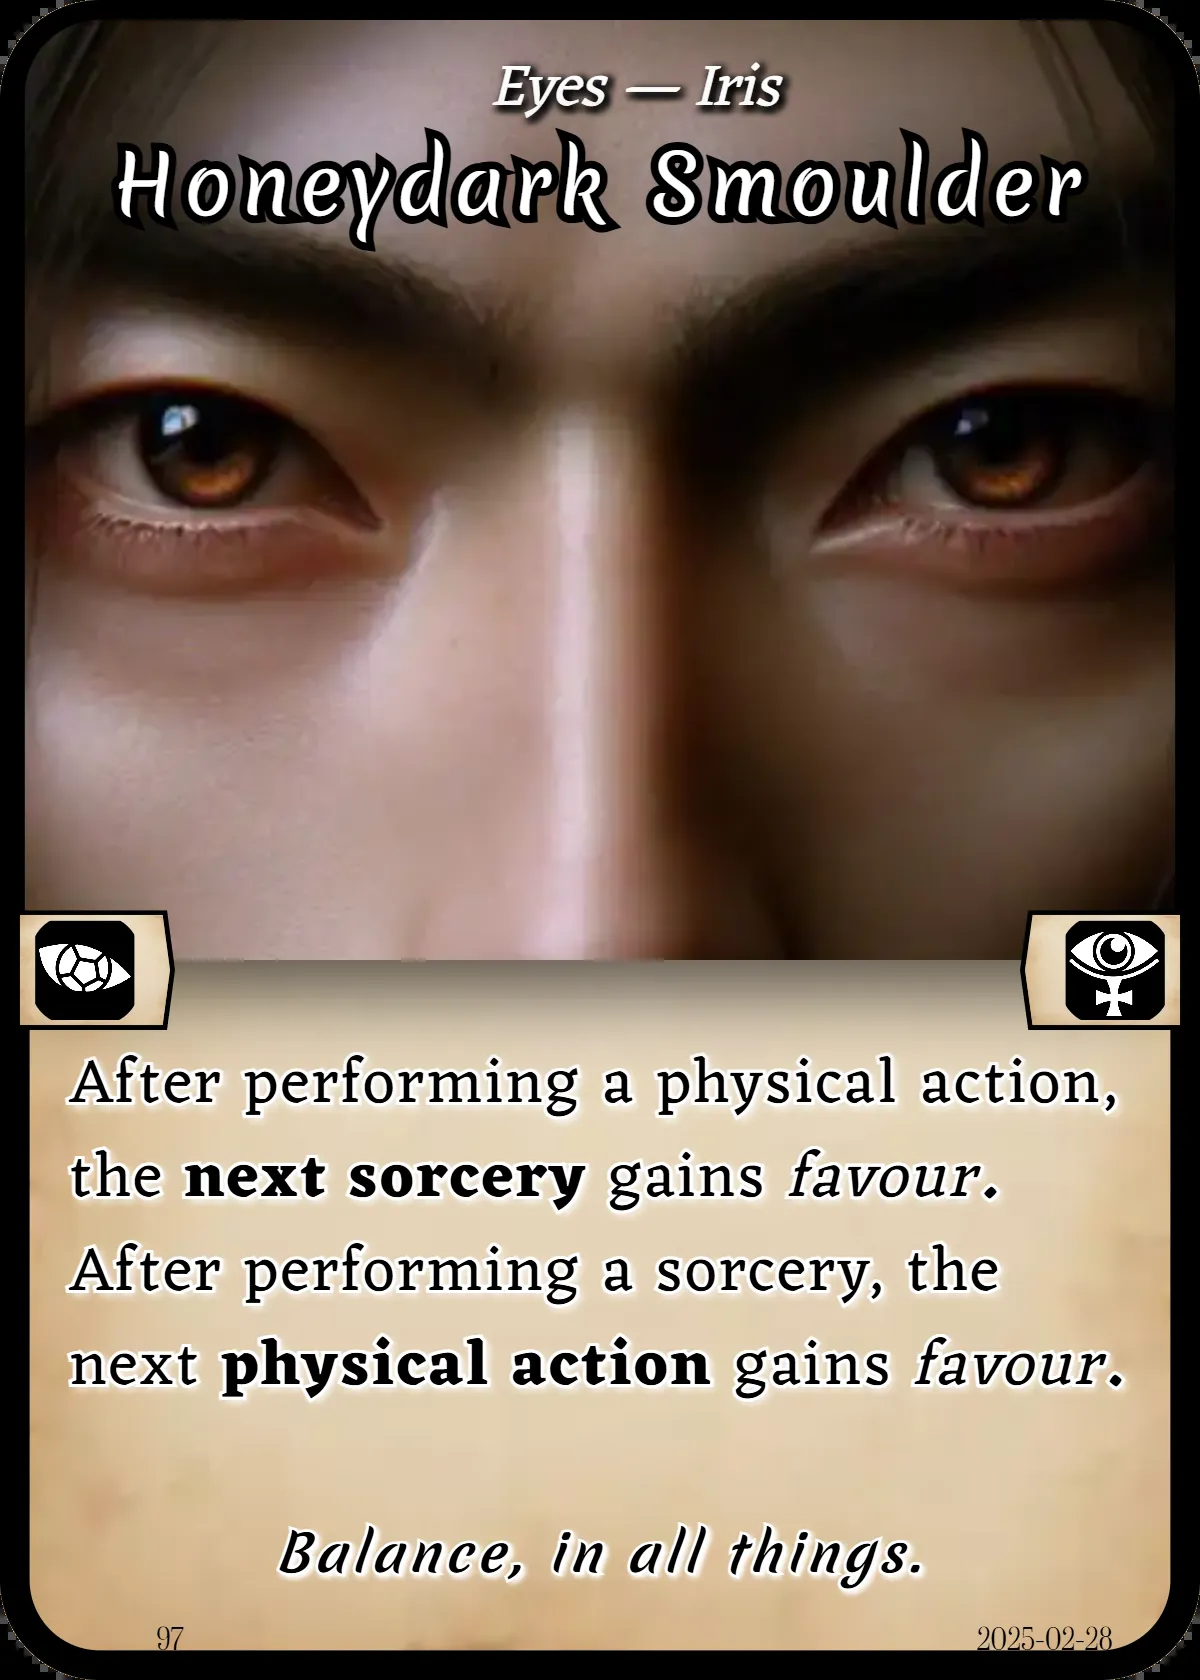 Eyes — Iris
Honeydark Smoulder
After performing a physical action,
the next sorcery gains favour.
After performing a sorcery, the
next physical action gains favour.
Balance, in all things.
97
2025-02-28